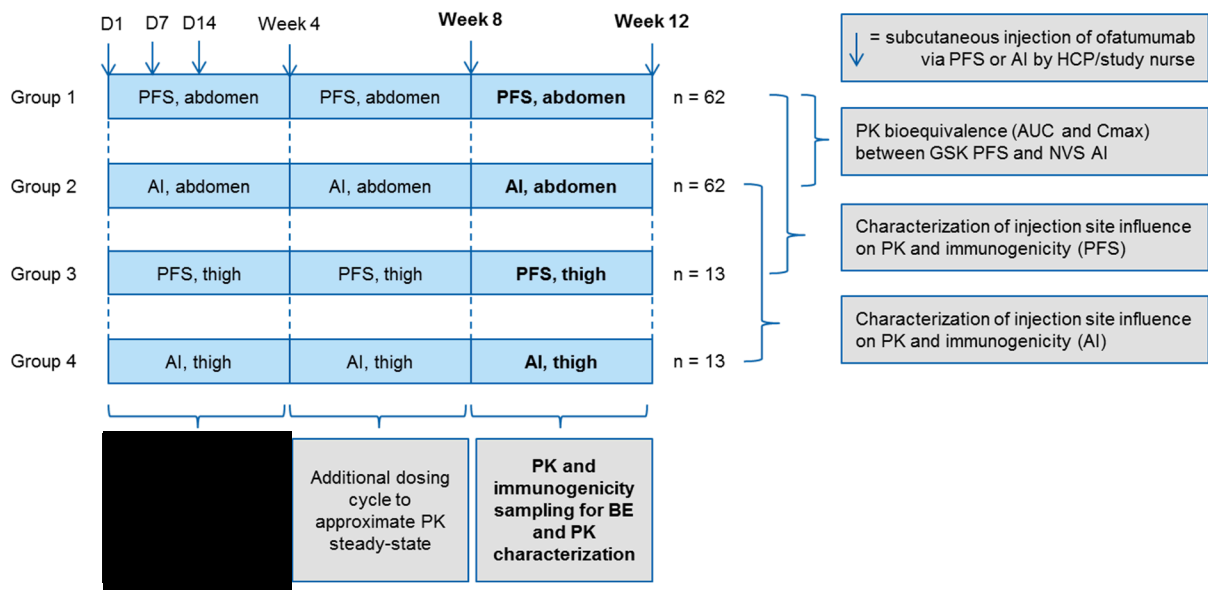 D1 D7 D14 Week 4 Week 8 Week 12
Group 1 PFS, abdomen PFS, abdomen PFS, abdomen n = 62
Group 2 AI, abdomen AI, abdomen AI, abdomen n = 62
Group 3 PFS, thigh PFS, thigh PFS, thigh n = 13
Group 4 AI, thigh AI, thigh AI, thigh n = 13
= subcutaneous injection of ofatumumab
via PFS or AI by HCP/study nurse
PK bioequivalence (AUC and Cmax)
between GSK PFS and NVS AI
Characterization of injection site influence
on PK and immunogenicity (PFS)
Characterization of injection site influence
on PK and immunogenicity (AI)
Additional dosing
cycle to
approximate PK
steady-state
PK and
immunogenicity
sampling for BE
and PK
characterization